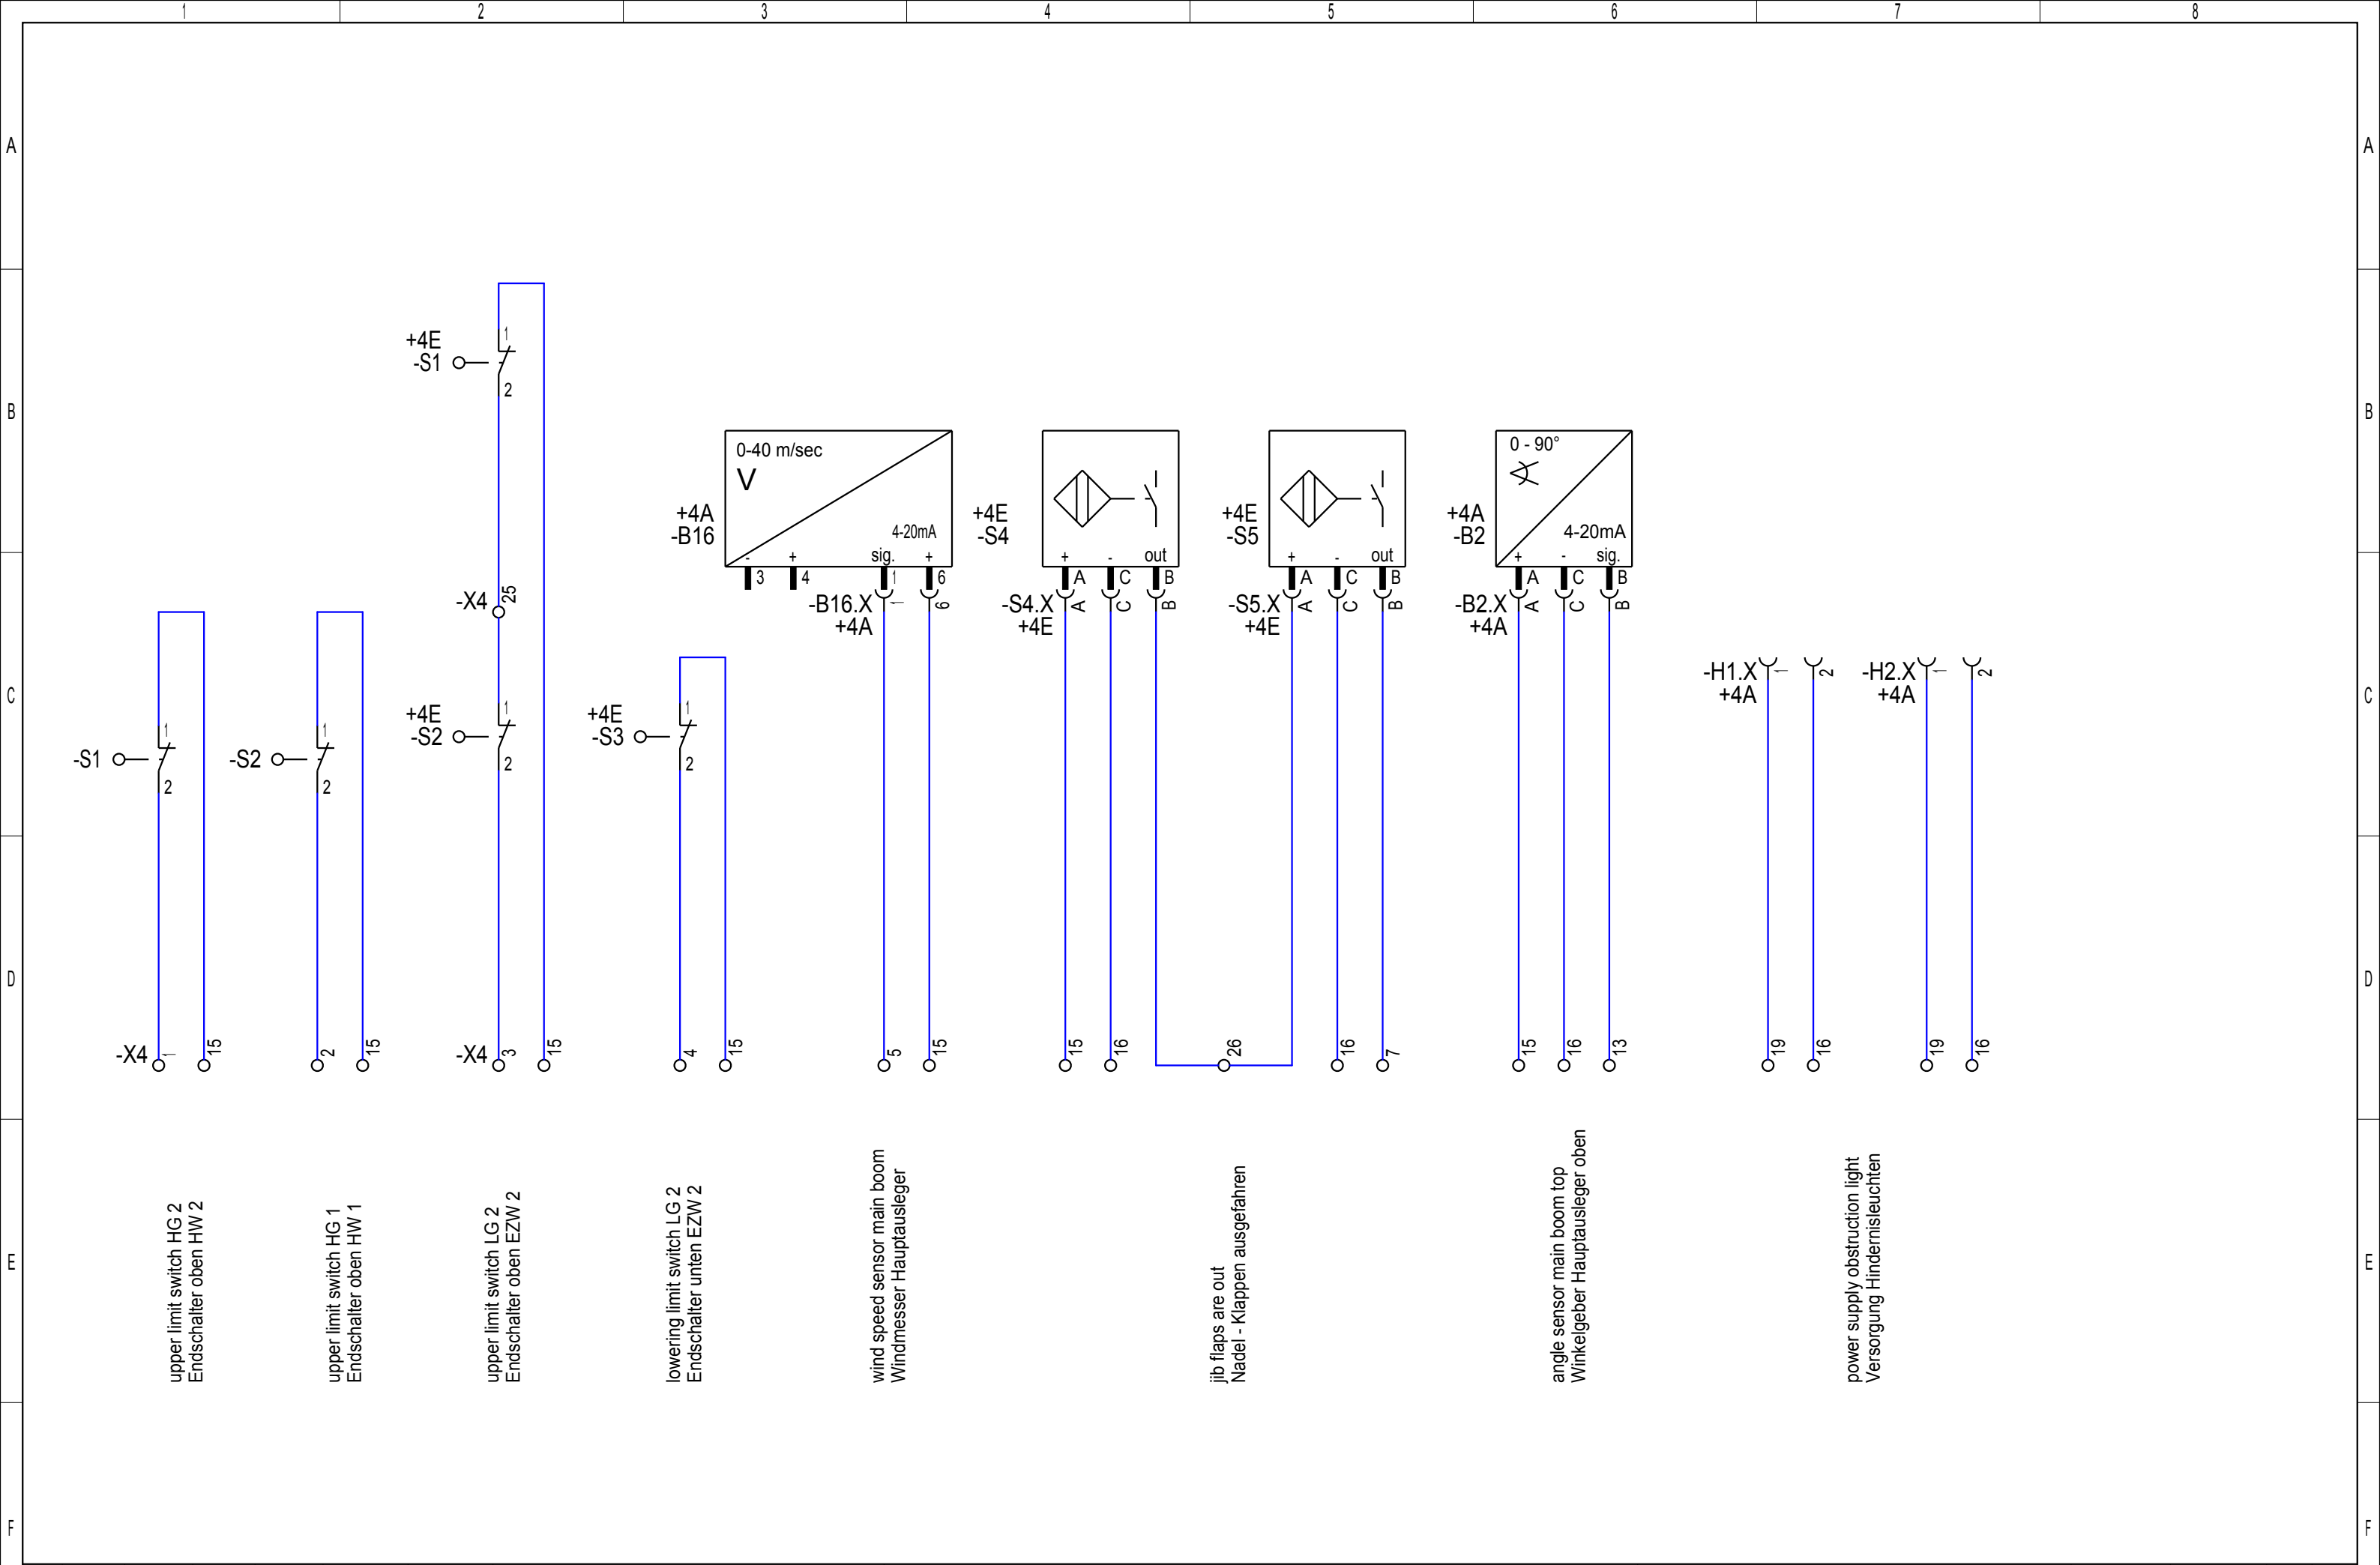 1 2 3 4 5 6 7 8
A A
B B
C C
D D
E E
F F
+4E
-S1
1
2
-X4 25
+4E
-S2
1
2
-S1
1
2
-S2
1
2
+4E
-S3
1
2
0-40 m/sec
V
4-20mA
+4A
-B16
- + sig. +
3 4 1 6
-B16.X 1 6
+4A
+4E
-S4
+ - out
A C B
-S4.X A C B
+4E
+4E
-S5
+ - out
A C B
-S5.X A C B
+4E
0 - 90°
4-20mA
+4A
-B2
+ - sig.
A C B
-B2.X A C B
+4A
-H1.X 1 2
+4A
-H2.X 1 2
+4A
-X4 1 15 2 15 -X4 3 15 4 15 5 15 15 16 26 16 7 15 16 13 19 16 19 16
upper limit switch HG 2
Endschalter oben HW 2
upper limit switch HG 1
Endschalter oben HW 1
upper limit switch LG 2
Endschalter oben EZW 2
lowering limit switch LG 2
Endschalter unten EZW 2
wind speed sensor main boom
Windmesser Hauptausleger
jib flaps are out
Nadel - Klappen ausgefahren
angle sensor main boom top
Winkelgeber Hauptausleger oben
power supply obstruction light
Versorgung Hindernisleuchten